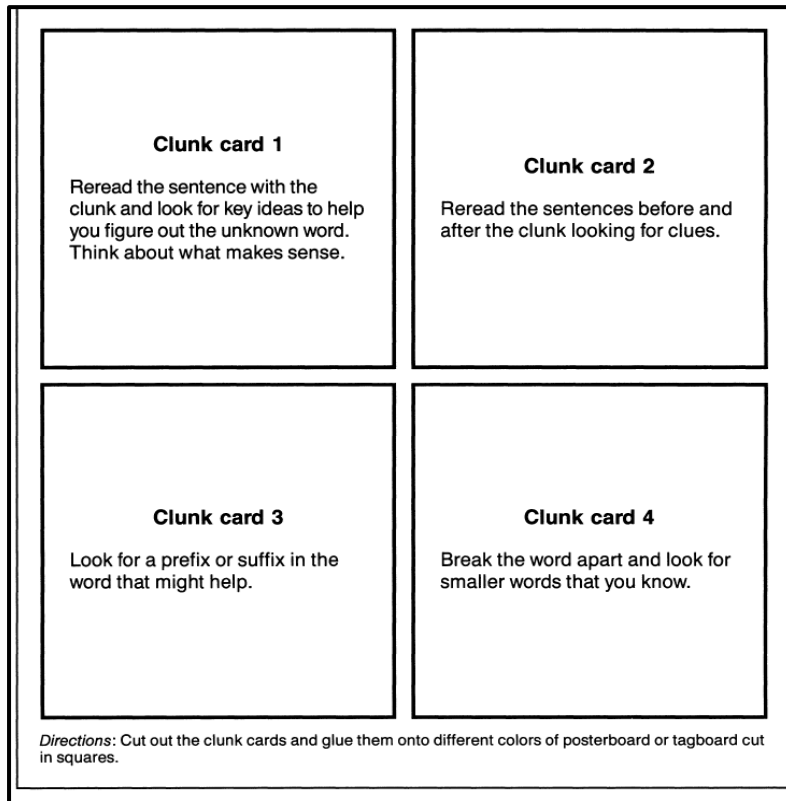 Clunk card 1
Reread the sentence with the
clunk and look for key ideas to help
you figure out the unknown word.
Think about what makes sense.
Clunk card 2
Reread the sentences before and
after the clunk looking for clues.
Clunk card 3
Look for a prefix or suffix in the
word that might help.
Clunk card 4
Break the word apart and look for
smaller words that you know.
Directions: Cut out the clunk cards and glue them onto different colors of posterboard or tagboard cut
in squares.